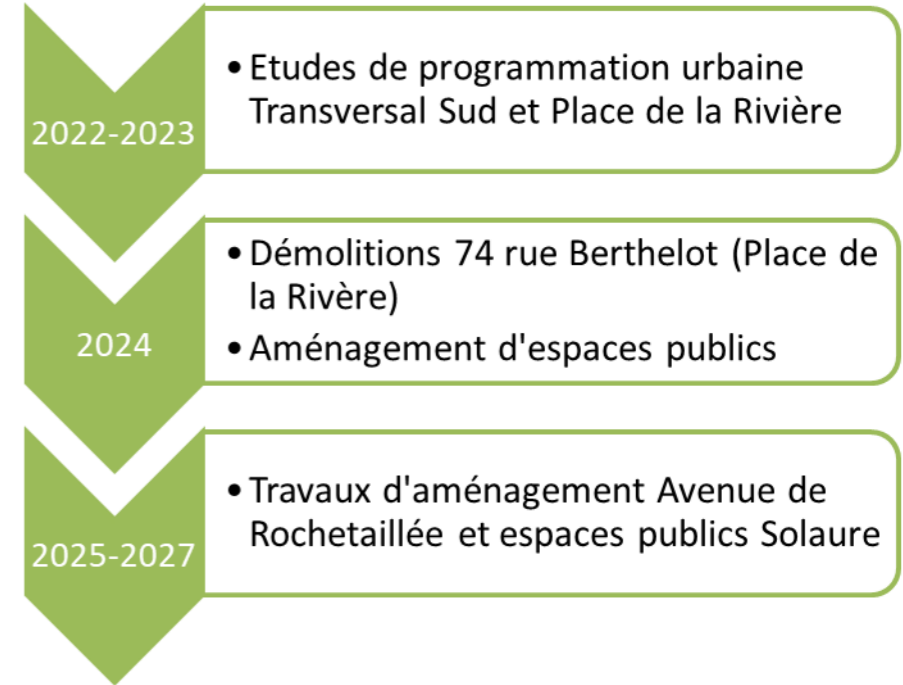 2022-2023
• Etudes de programmation urbaine
Transversal Sud et Place de la Rivière
2024
• Démolitions 74 rue Berthelot (Place de
la Rivère)
• Aménagement d'espaces publics
2025-2027
• Travaux d'aménagement Avenue de
Rochetaillée et espaces publics Solaure